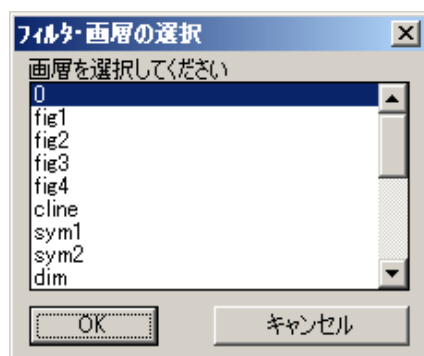 フィルタ・画層の選択
画層を選択してください
0
fig1
fig2
fig3
fig4
cline
sym1
sym2
dim
OK
キャンセル